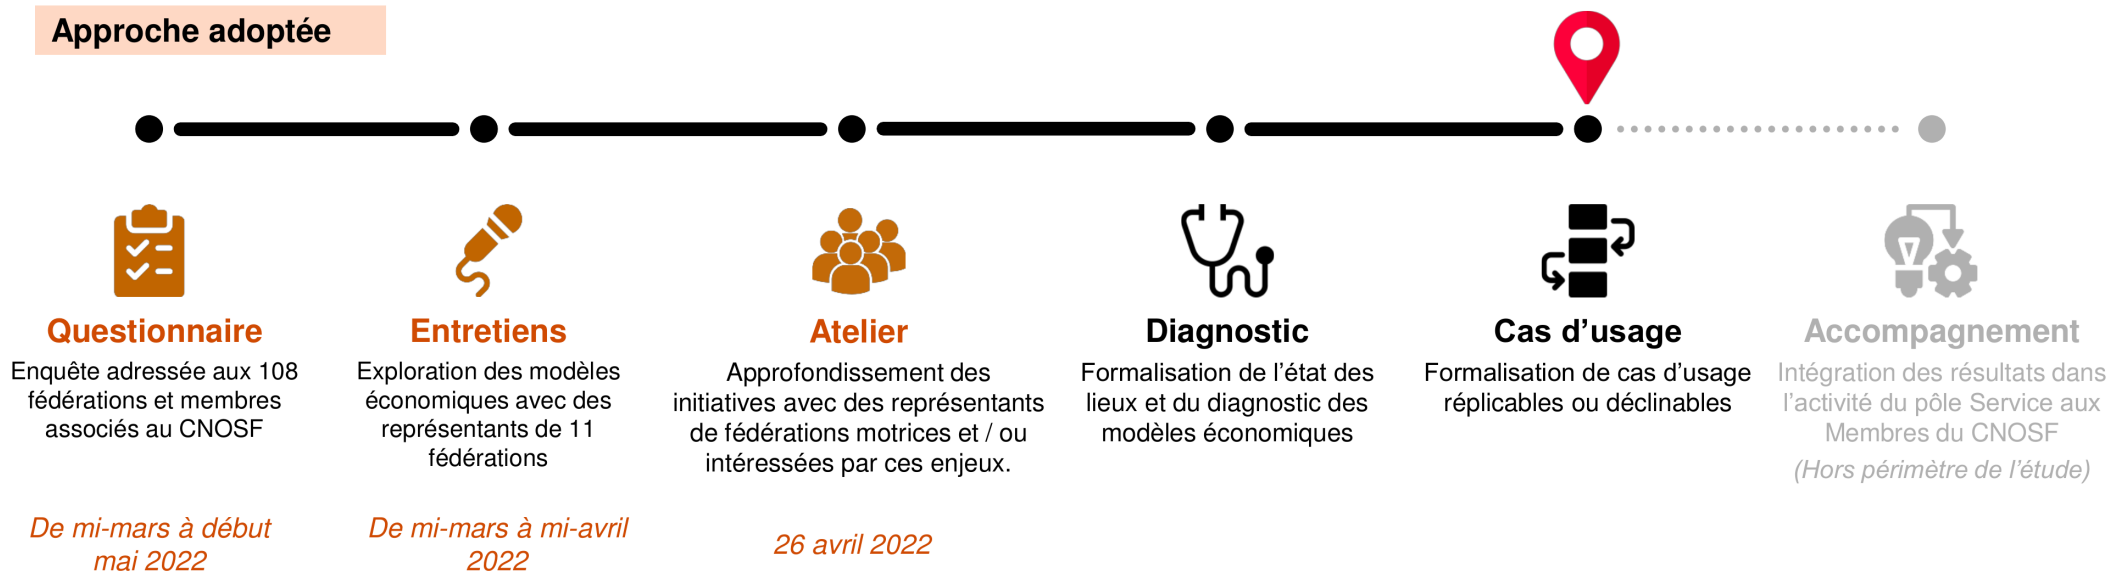 Approche adoptée
Questionnaire
Enquête adressée aux 108
fédérations et membres
associés au CNOSF
De mi-mars à début
mai 2022
Entretiens
Exploration des modèles
économiques avec des
représentants de 11
fédérations
De mi-mars à mi-avril
2022
Atelier
Approfondissement des
initiatives avec des représentants
de fédérations motrices et / ou
intéressées par ces enjeux.
26 avril 2022
Diagnostic
Formalisation de l’état des
lieux et du diagnostic des
modèles économiques
Cas d’usage
Formalisation de cas d’usage
réplicables ou déclinables
Accompagnement
Intégration des résultats dans
l’activité du pôle Service aux
Membres du CNOSF
(Hors périmètre de l’étude)